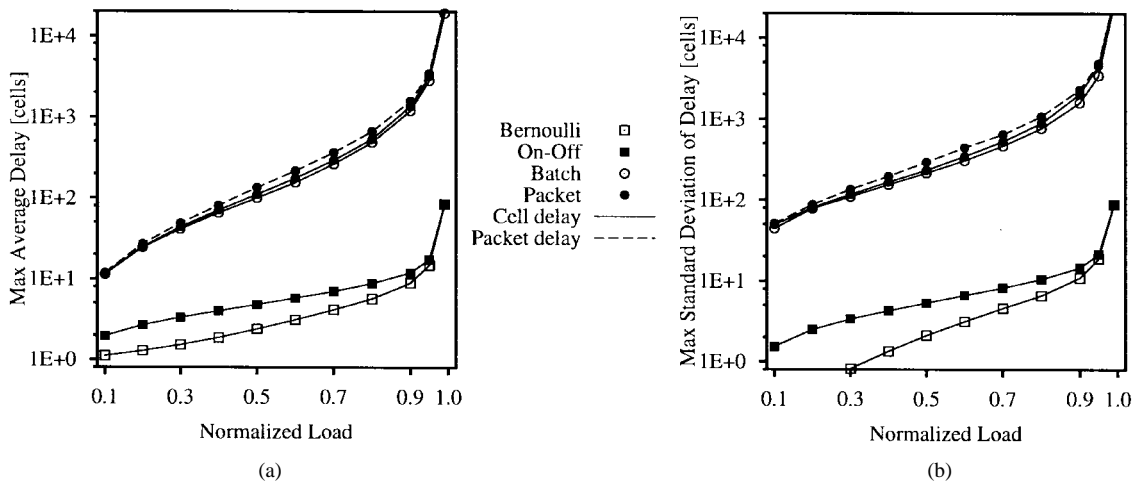 Max Average Delay [cells]
1E+4
1E+3
1E+2
1E+1
1E+0
0.1 0.3 0.5 0.7 0.9 1.0
Normalized Load
(a)
Bernoulli
On-Off
Batch
Packet
Cell delay
Packet delay
Max Standard Deviation of Delay [cells]
1E+4
1E+3
1E+2
1E+1
1E+0
0.1 0.3 0.5 0.7 0.9 1.0
Normalized Load
(b)